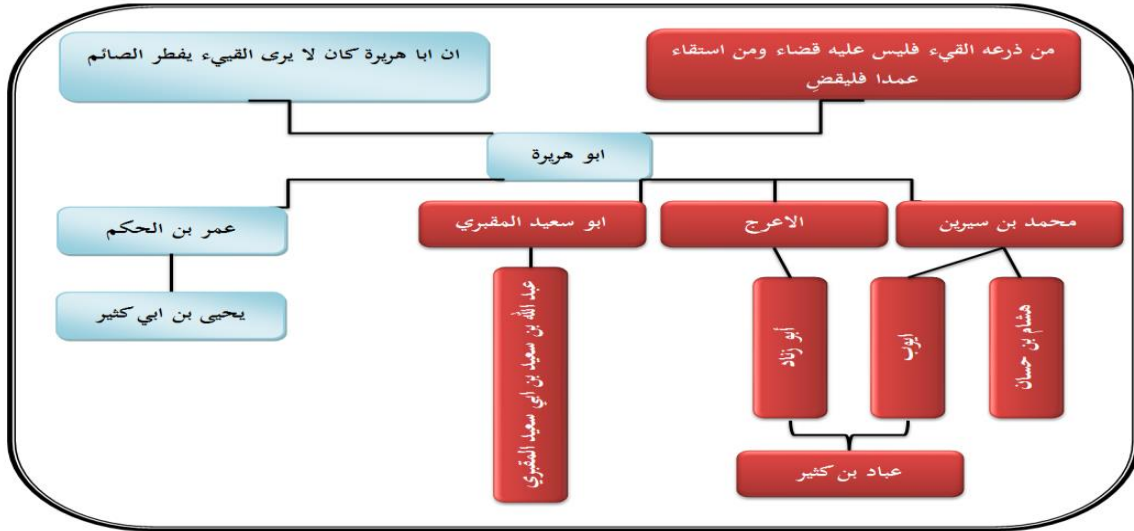 من ذرعه القيء فليس عليه قضاء ومن استقاء
عمدا فليقضِ
ان ابا هريرة كان لا يرى القييء يفطر الصائم
ابو هريرة
محمد بن سيرين
الاعرج
ابو سعيد المقبري
عمر بن الحكم
هشام بن حسان
ايوب
أبو زناد
عبد الله بن سعيد بن ابي سعيد المقبري
يحيى بن ابي كثير
عباد بن كثير